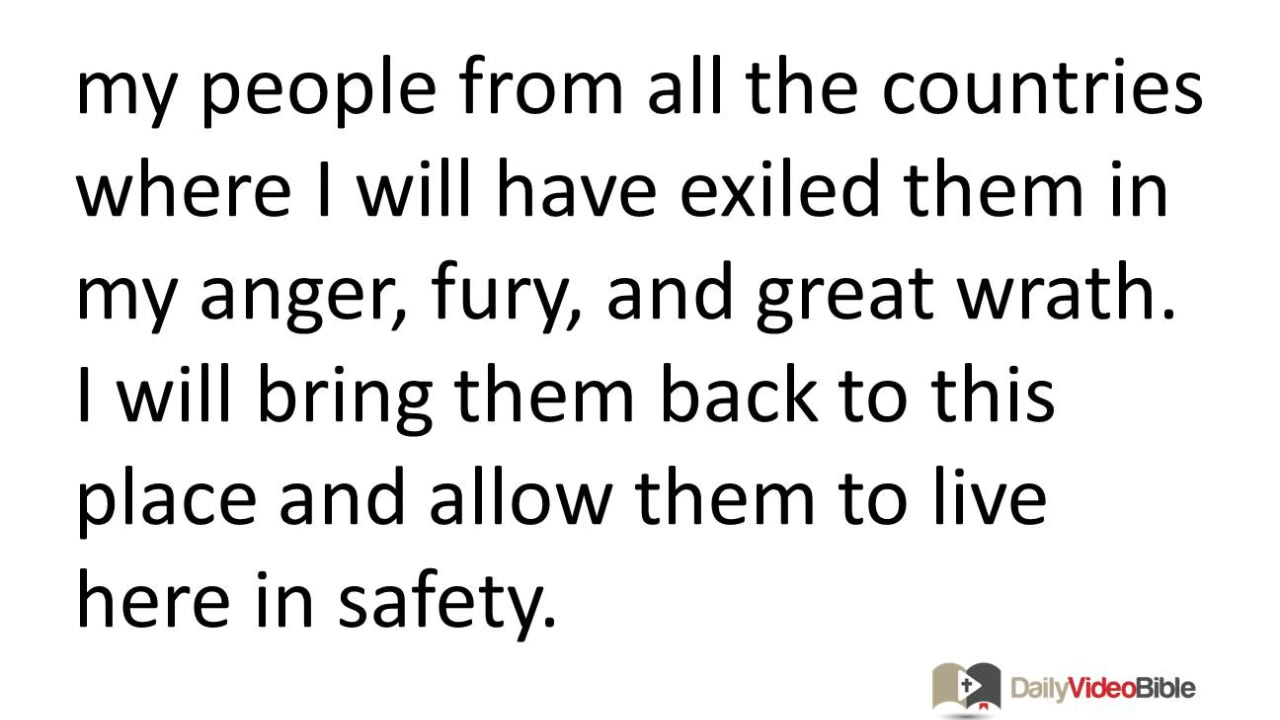 my people from all the countries
where I will have exiled them in
my anger, fury, and great wrath.
I will bring them back to this
place and allow them to live
here in safety.
DailyVideoBible